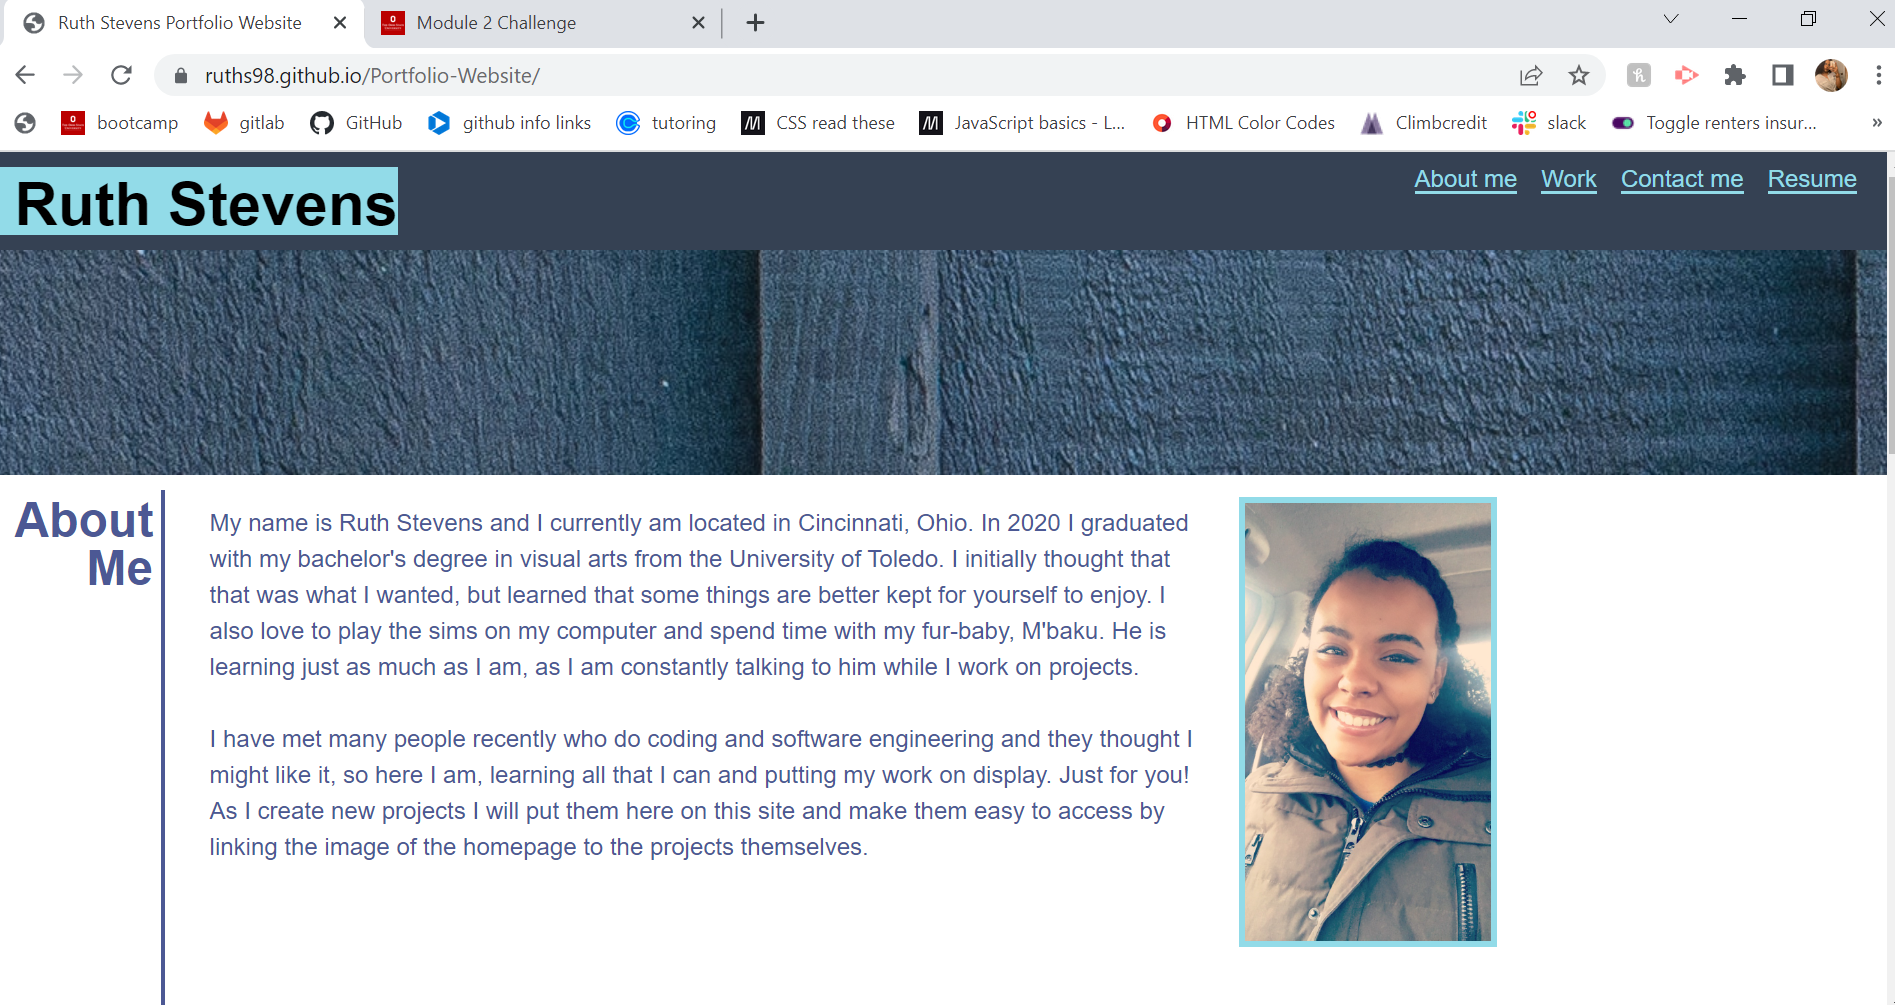 Ruth Stevens Portfolio Website
Module 2 Challenge
ruths98.github.io/Portfolio-Website/
bootcamp
gitlab
GitHub
github info links
tutoring
CSS read these
JavaScript basics - L...
HTML Color Codes
Climbcredit
slack
Toggle renters insur...
»
Ruth Stevens
About me
Work
Contact me
Resume
About
Me
My name is Ruth Stevens and I currently am located in Cincinnati, Ohio. In 2020 I graduated
with my bachelor's degree in visual arts from the University of Toledo. I initially thought that
that was what I wanted, but learned that some things are better kept for yourself to enjoy. I
also love to play the sims on my computer and spend time with my fur-baby, M'baku. He is
learning just as much as I am, as I am constantly talking to him while I work on projects.
I have met many people recently who do coding and software engineering and they thought I
might like it, so here I am, learning all that I can and putting my work on display. Just for you!
As I create new projects I will put them here on this site and make them easy to access by
linking the image of the homepage to the projects themselves.